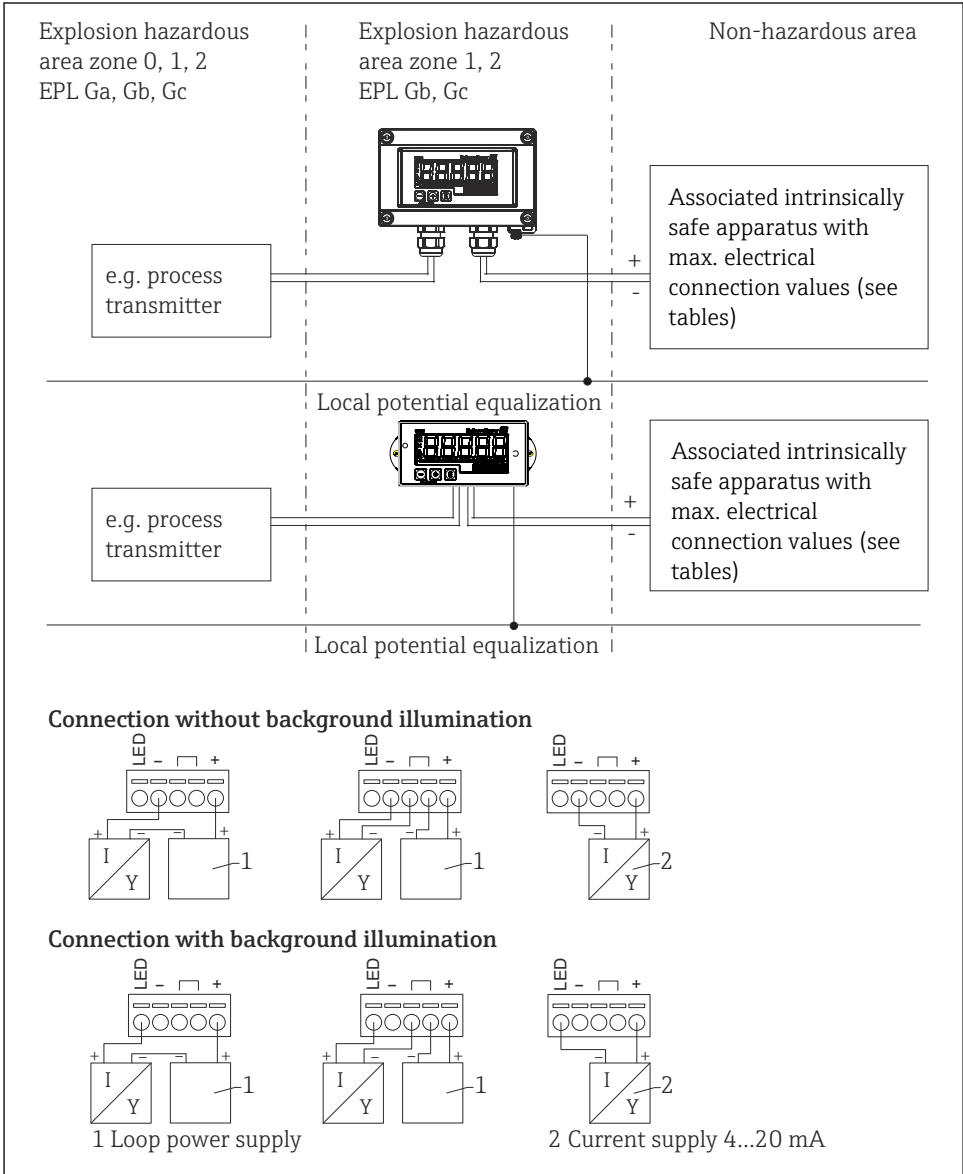 Explosion hazardous
area zone 0, 1, 2
EPL Ga, Gb, Gc
Explosion hazardous
area zone 1, 2
EPL Gb, Gc
Non-hazardous area
e.g. process
transmitter
+
-
Associated intrinsically
safe apparatus with
max. electrical
connection values (see
tables)
Local potential equalization
e.g. process
transmitter
+
-
Associated intrinsically
safe apparatus with
max. electrical
connection values (see
tables)
Local potential equalization
Connection without background illumination
LED – +
+ – – +
I
Y
1
LED – +
+ – – +
I
Y
1
LED – +
– +
I
Y
2
Connection with background illumination
LED – +
+ – – +
I
Y
1
LED – +
+ – – +
I
Y
1
LED – +
– +
I
Y
2
1 Loop power supply
2 Current supply 4...20 mA